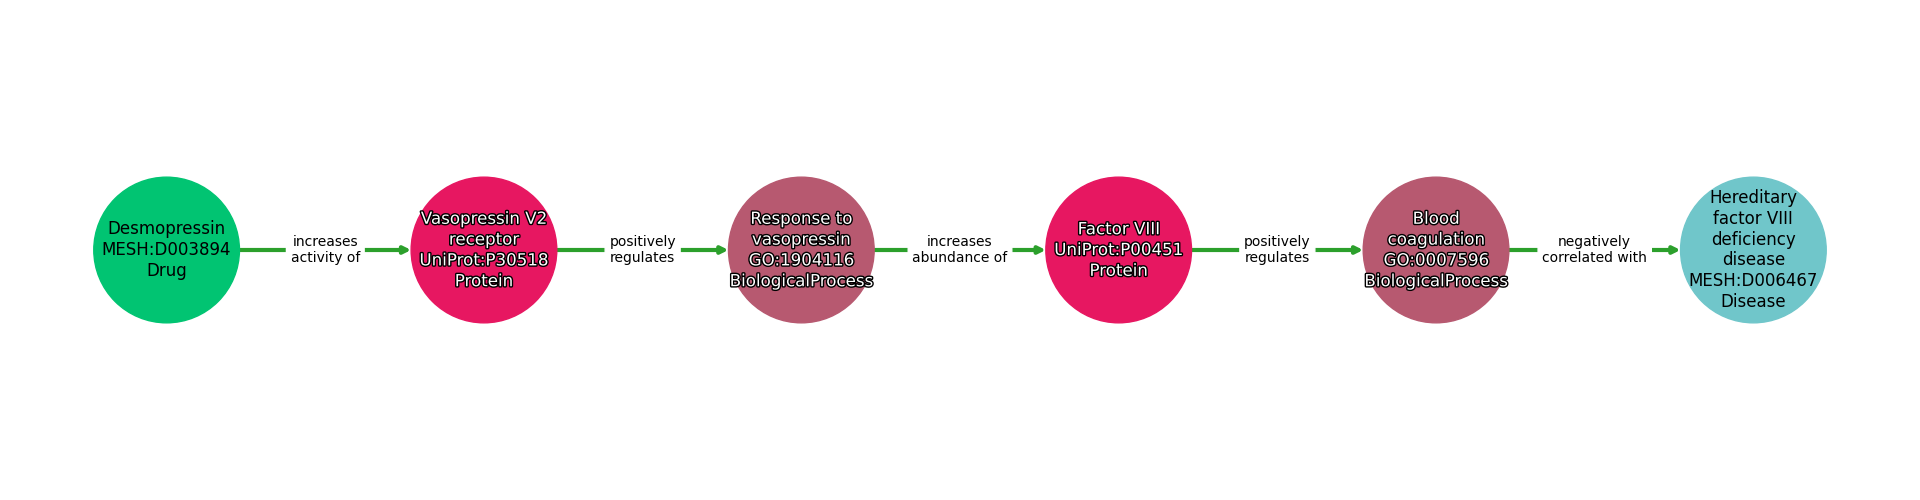 Desmopressin
MESH:D003894
Drug
increases
activity of
Vasopressin V2
receptor
UniProt:P30518
Protein
positively
regulates
Response to
vasopressin
GO:1904116
BiologicalProcess
increases
abundance of
Factor VIII
UniProt:P00451
Protein
positively
regulates
Blood
coagulation
GO:0007596
BiologicalProcess
negatively
correlated with
Hereditary
factor VIII
deficiency
disease
MESH:D006467
Disease